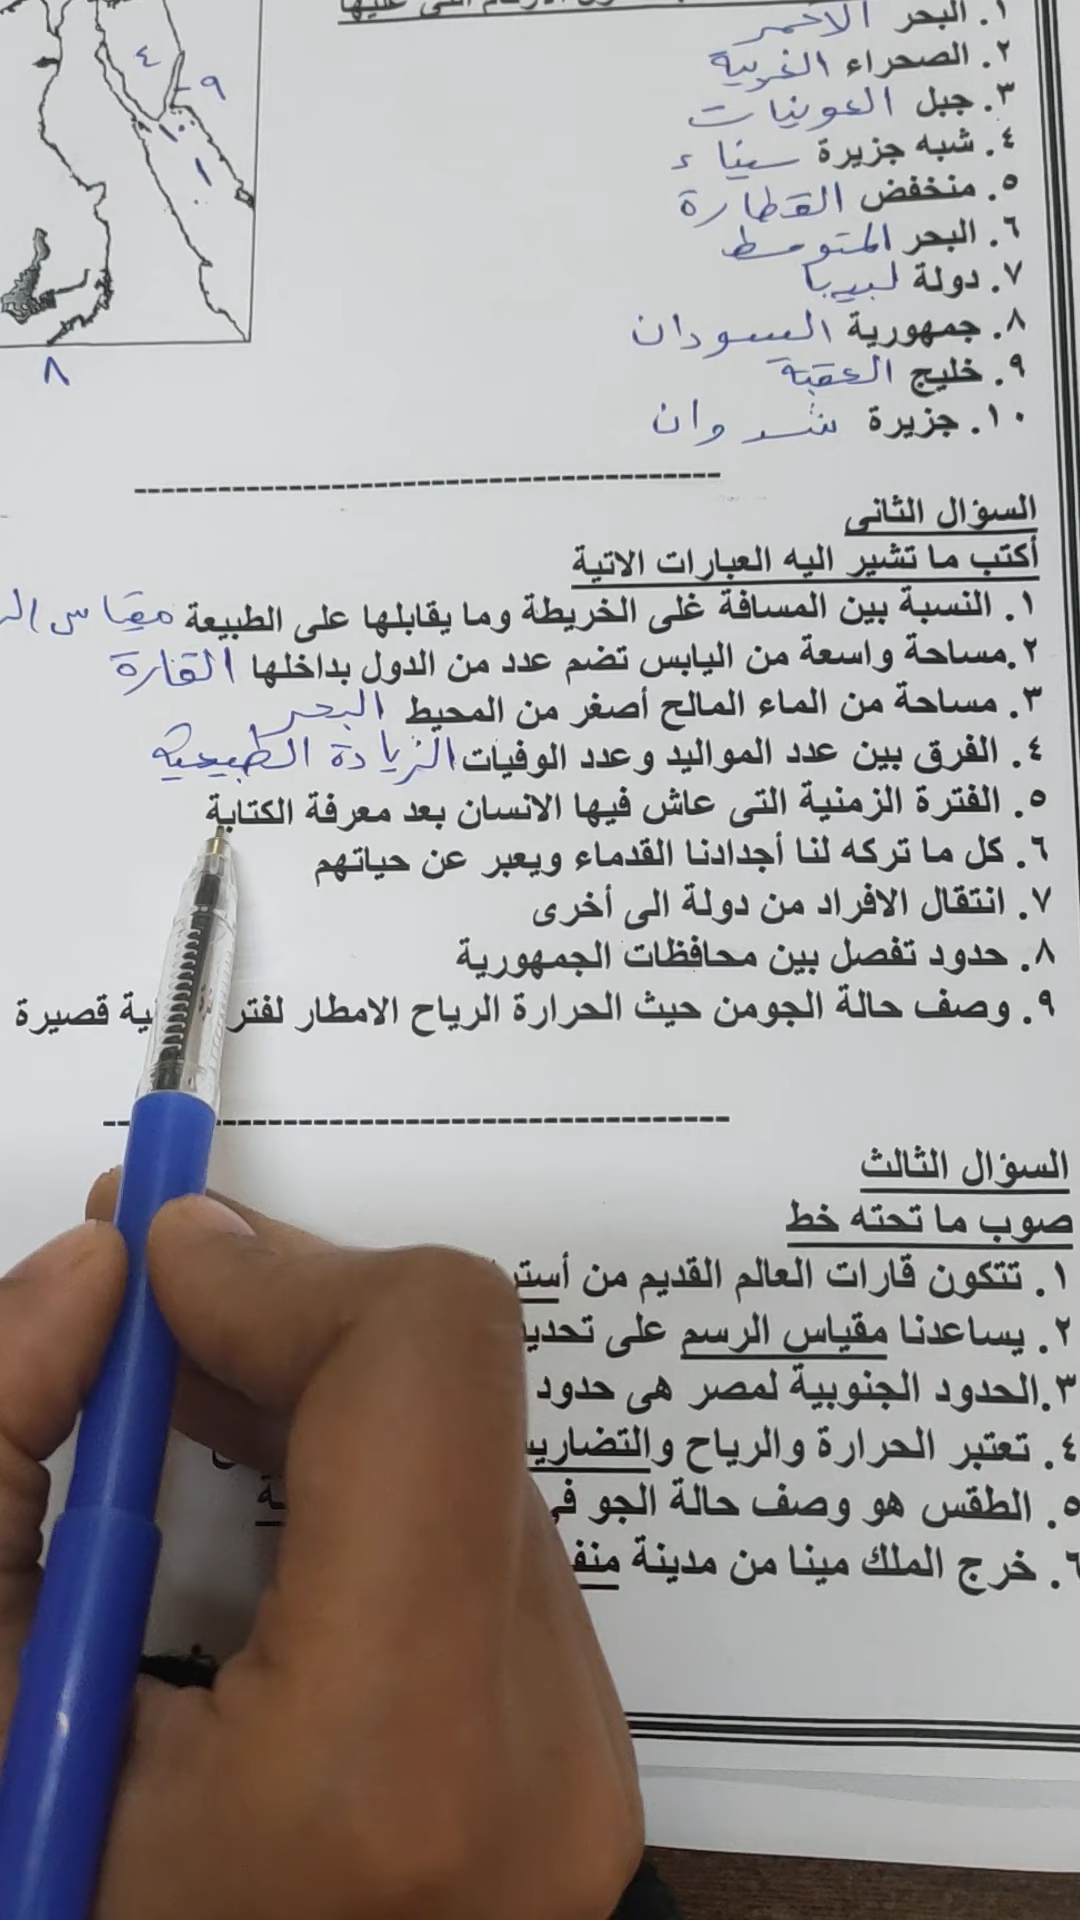 ١. البحر الأحمر
٢. الصحراء الغربية
٣. جبل العوينات
٤. شبه جزيرة سيناء
٥. منخفض القطارة
٦. البحر المتوسط
٧. دولة ليبيا
٨. جمهورية السودان
٩. خليج العقبة
١٠. جزيرة شدوان
٤
٩
١٠
١
٨
السؤال الثانى
أكتب ما تشير اليه العبارات الاتية
١. النسبة بين المسافة غلى الخريطة وما يقابلها على الطبيعة مقياس
٢. مساحة واسعة من اليابس تضم عدد من الدول بداخلها القارة
٣. مساحة من الماء المالح أصغر من المحيط البحر
٤. الفرق بين عدد المواليد وعدد الوفيات الزيادة الطبيعية
٥. الفترة الزمنية التى عاش فيها الانسان بعد معرفة الكتابة
٦. كل ما تركه لنا أجدادنا القدماء ويعبر عن حياتهم
٧. انتقال الافراد من دولة الى أخرى
٨. حدود تفصل بين محافظات الجمهورية
٩. وصف حالة الجومن حيث الحرارة الرياح الامطار قصيرة
السؤال الثالث
صوب ما تحته خط
١. تتكون قارات العالم القديم من
٢. يساعدنا مقياس الرسم على
٣. الحدود الجنوبية لمصر هى حدود
٤. تعتبر الحرارة والرياح
٥. الطقس هو وصف حالة الجو
٦. خرج الملك مينا من مدينة